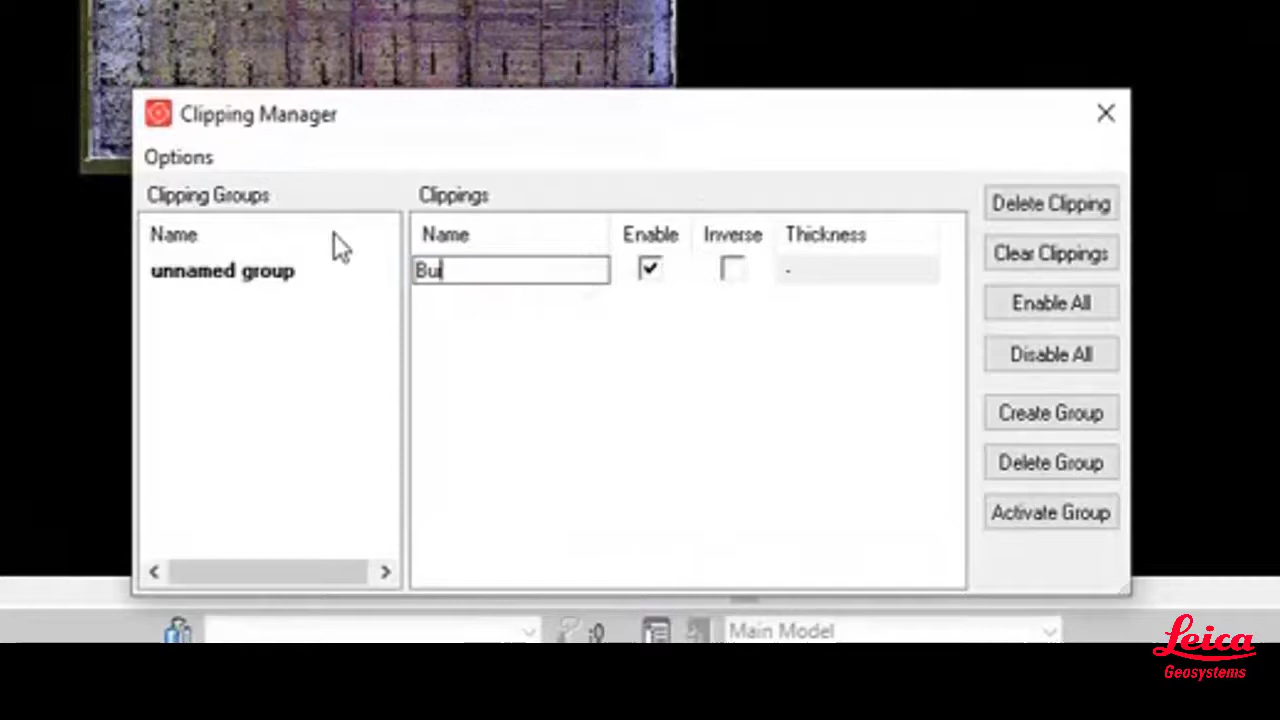 Clipping Manager
Options
Clipping Groups
Clippings
Delete Clipping
Name
Name
Enable
Inverse
Thickness
Clear Clippings
unnamed group
Bui
-
Enable All
Disable All
Create Group
Delete Group
Activate Group
Main Model
Leica
Geosystems